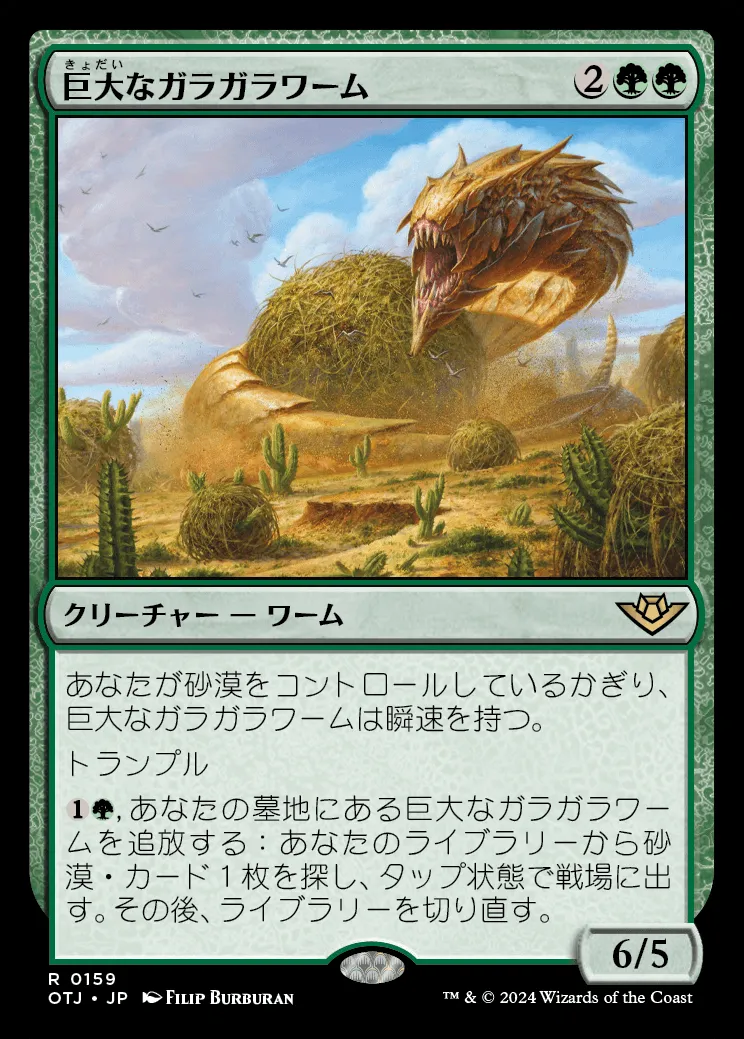 きょだい
巨大なガラガラワーム 2
クリーチャー — ワーム
あなたが砂漠をコントロールしているかぎり、
巨大なガラガラワームは瞬速を持つ。
トランプル
1 , あなたの墓地にある巨大なガラガラワー
ムを追放する：あなたのライブラリーから砂
漠・カード１枚を探し、タップ状態で戦場に出
す。その後、ライブラリーを切り直す。
6/5
R 0159
OTJ • JP Filip Burburan
™ & © 2024 Wizards of the Coast